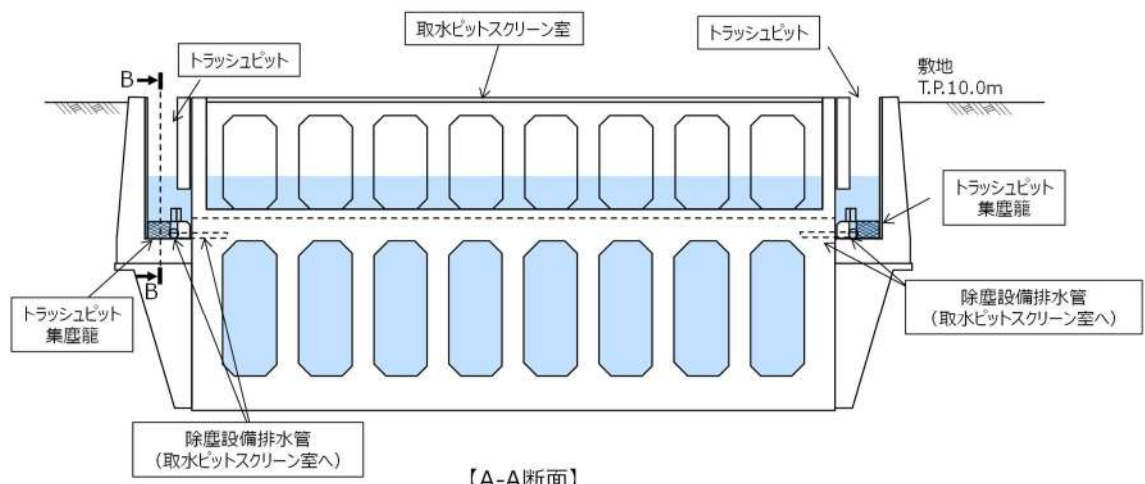 取水ピットスクリーン室
トラッシュピット
トラッシュピット
敷地
T.P.10.0m
B
トラッシュピット
集塵籠
B
トラッシュピット
集塵籠
除塵設備排水管
（取水ピットスクリーン室へ）
除塵設備排水管
（取水ピットスクリーン室へ）
【A-A断面】